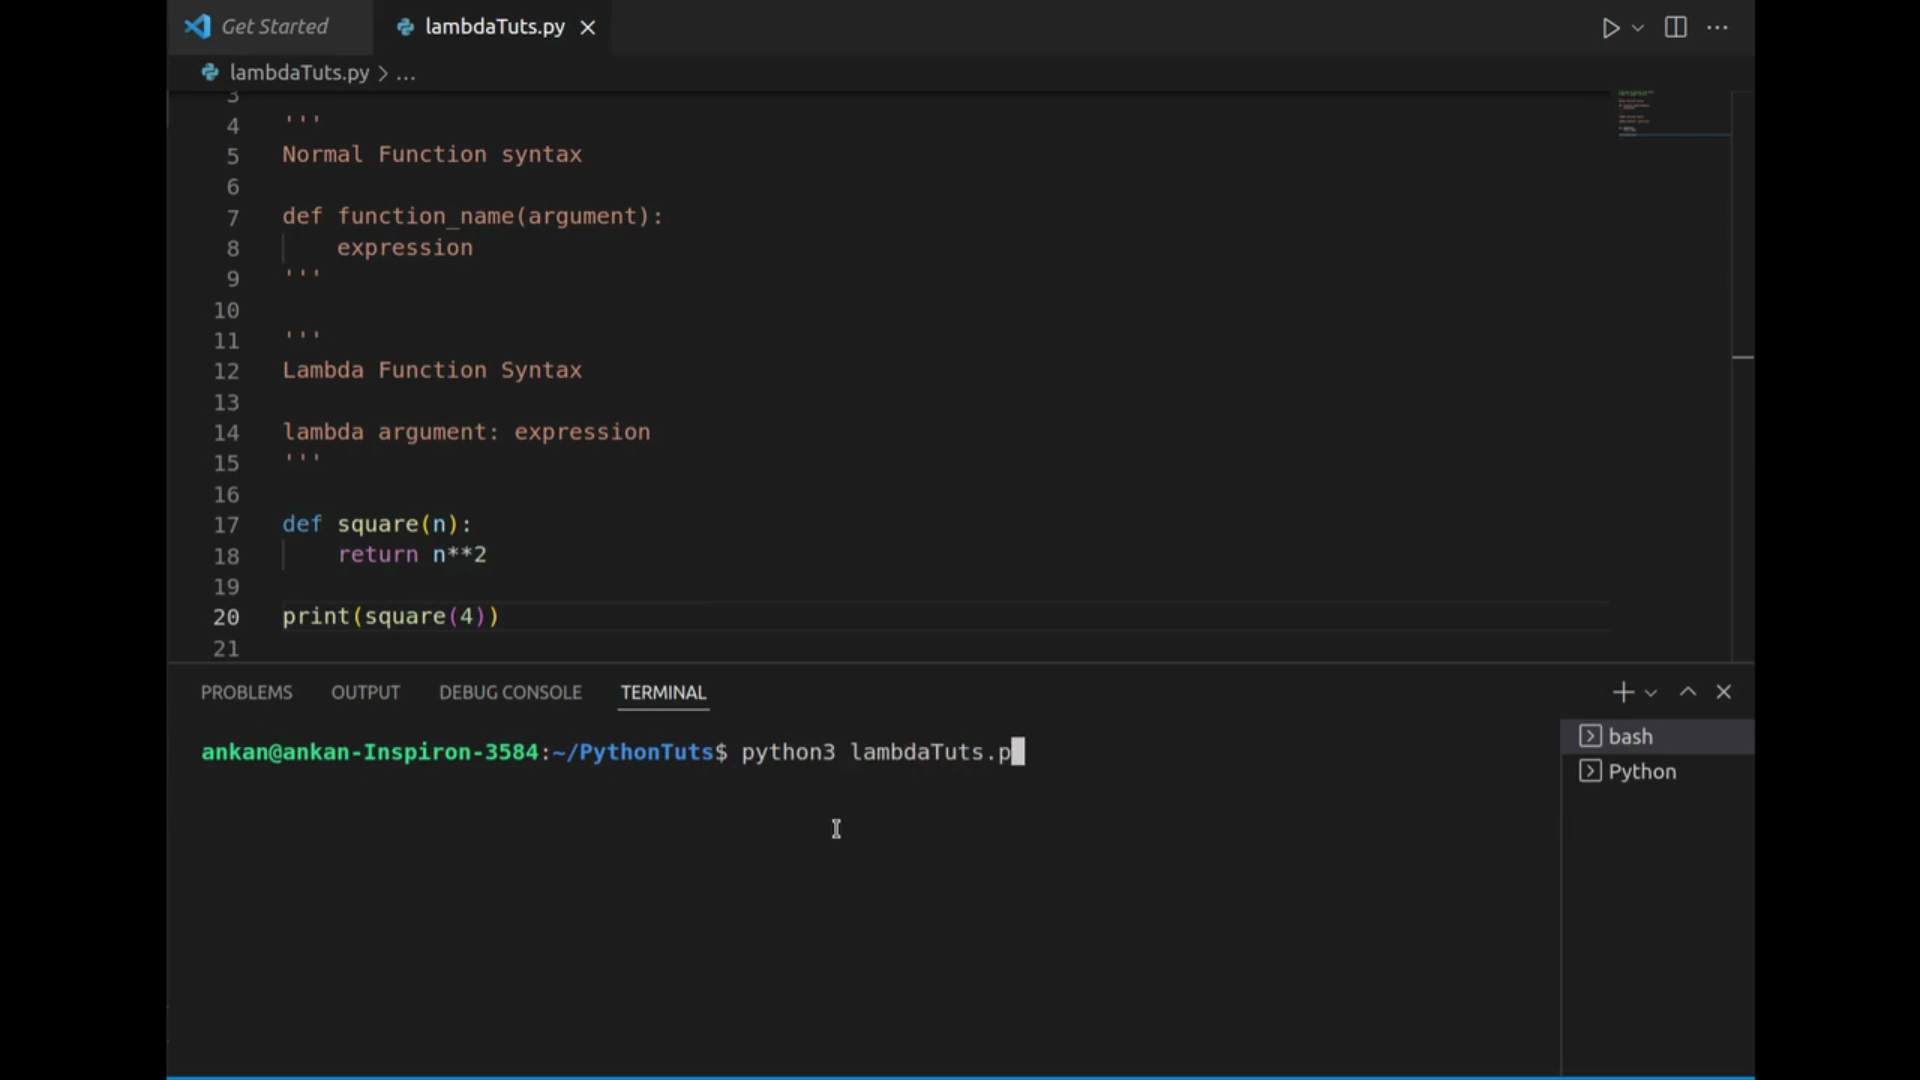 Get Started lambdaTuts.py
lambdaTuts.py > ...
3
4 '''
5 Normal Function syntax
6
7 def function_name(argument):
8 expression
9 '''
10
11 '''
12 Lambda Function Syntax
13
14 lambda argument: expression
15 '''
16
17 def square(n):
18 return n**2
19
20 print(square(4))
21
PROBLEMS OUTPUT DEBUG CONSOLE TERMINAL
ankan@ankan-Inspiron-3584:~/PythonTuts$ python3 lambdaTuts.p
bash
Python